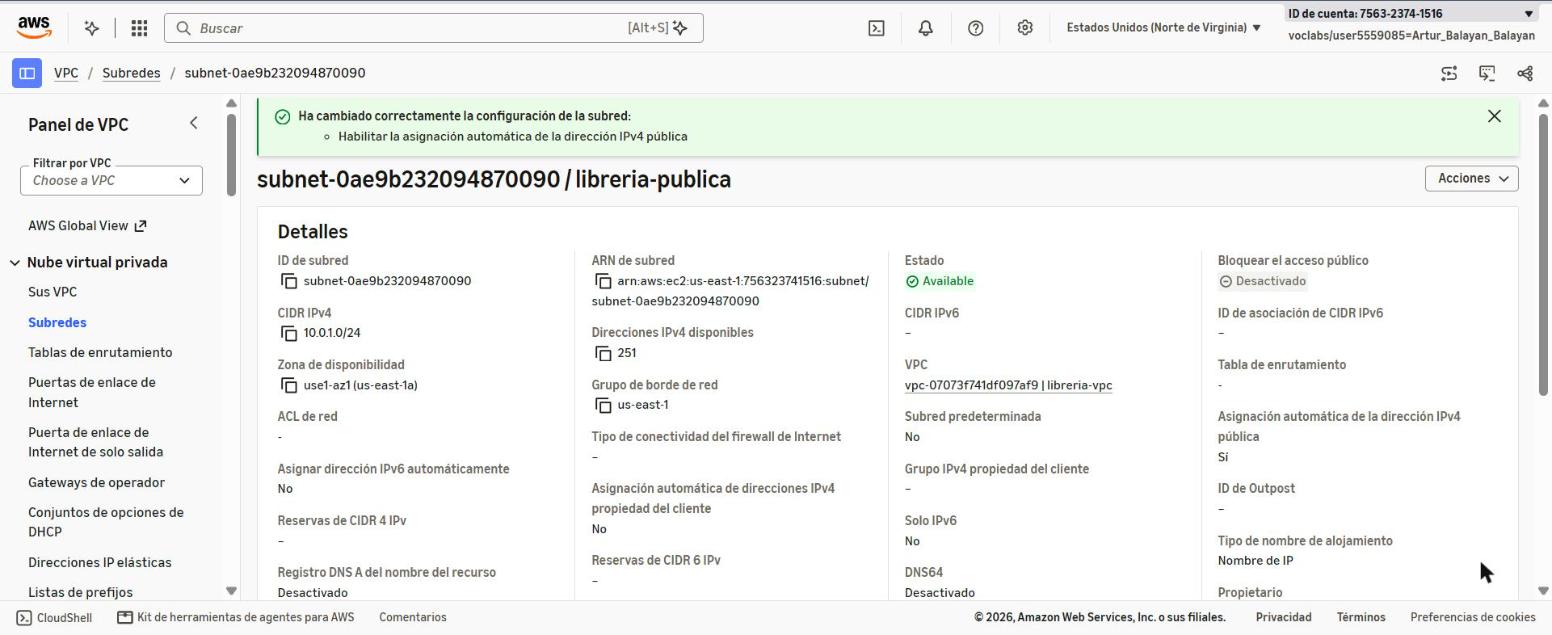 aws
Buscar
[Alt+S]
Estados Unidos (Norte de Virginia)
ID de cuenta: 7563-2374-1516
voclabs/user5559085=Artur_Balayan_Balayan
VPC / Subredes / subnet-0ae9b232094870090
Panel de VPC
Filtrar por VPC
Choose a VPC
AWS Global View
Nube virtual privada
Sus VPC
Subredes
Tablas de enrutamiento
Puertas de enlace de
Internet
Puerta de enlace de
Internet de solo salida
Gateways de operador
Conjuntos de opciones de
DHCP
Direcciones IP elásticas
Listas de prefijos
Ha cambiado correctamente la configuración de la subred:
Habilitar la asignación automática de la dirección IPv4 pública
subnet-0ae9b232094870090 / libreria-publica
Acciones
Detalles
ID de subred
subnet-0ae9b232094870090
CIDR IPv4
10.0.1.0/24
Zona de disponibilidad
use1-az1 (us-east-1a)
ACL de red
-
Asignar dirección IPv6 automáticamente
No
Reservas de CIDR 4 IPv
–
Registro DNS A del nombre del recurso
Desactivado
ARN de subred
arn:aws:ec2:us-east-1:756323741516:subnet/
subnet-0ae9b232094870090
Direcciones IPv4 disponibles
251
Grupo de borde de red
us-east-1
Tipo de conectividad del firewall de Internet
–
Asignación automática de direcciones IPv4
propiedad del cliente
No
Reservas de CIDR 6 IPv
–
Estado
Available
CIDR IPv6
–
VPC
vpc-07073f741df097af9 | libreria-vpc
Subred predeterminada
No
Grupo IPv4 propiedad del cliente
–
Solo IPv6
No
DNS64
Desactivado
Bloquear el acceso público
Desactivado
ID de asociación de CIDR IPv6
–
Tabla de enrutamiento
-
Asignación automática de la dirección IPv4
pública
Sí
ID de Outpost
–
Tipo de nombre de alojamiento
Nombre de IP
Propietario
CloudShell
Kit de herramientas de agentes para AWS
Comentarios
© 2026, Amazon Web Services, Inc. o sus filiales.
Privacidad
Términos
Preferencias de cookies